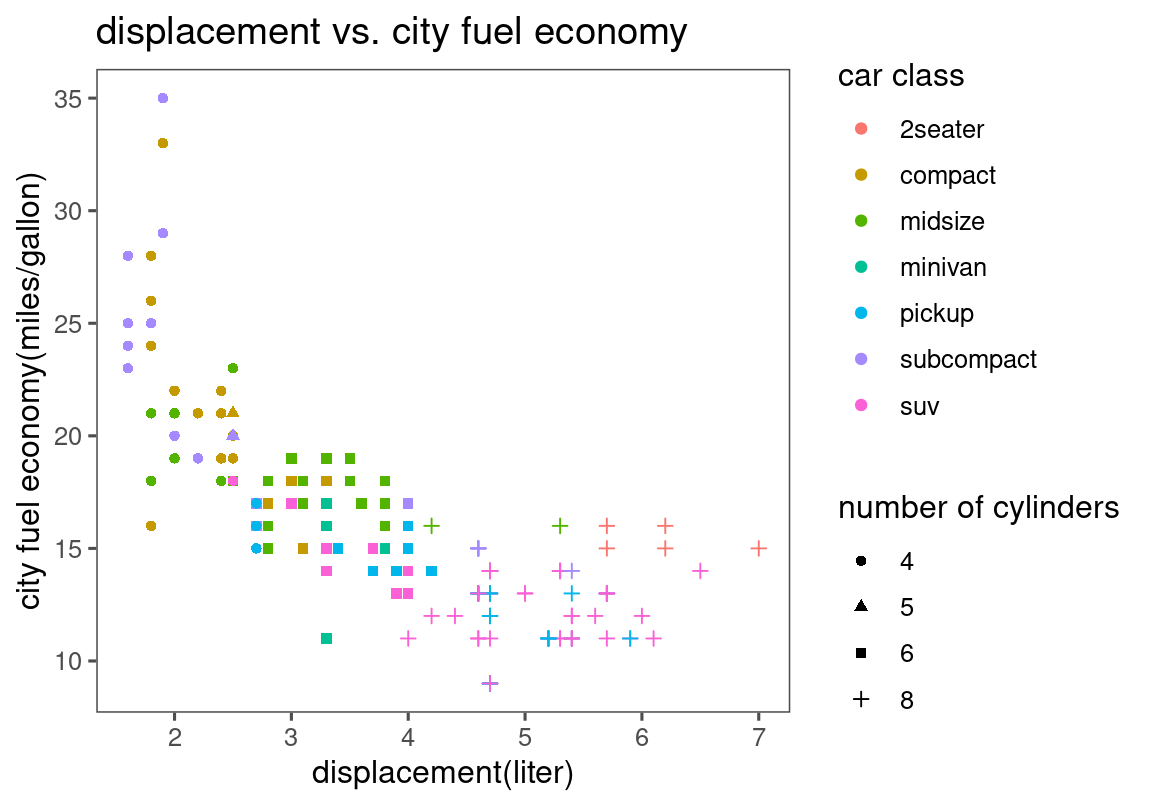 displacement vs. city fuel economy
city fuel economy(miles/gallon)
35
30
25
20
15
10
2 3 4 5 6 7
displacement(liter)
car class
2seater
compact
midsize
minivan
pickup
subcompact
suv
number of cylinders
4
5
6
8